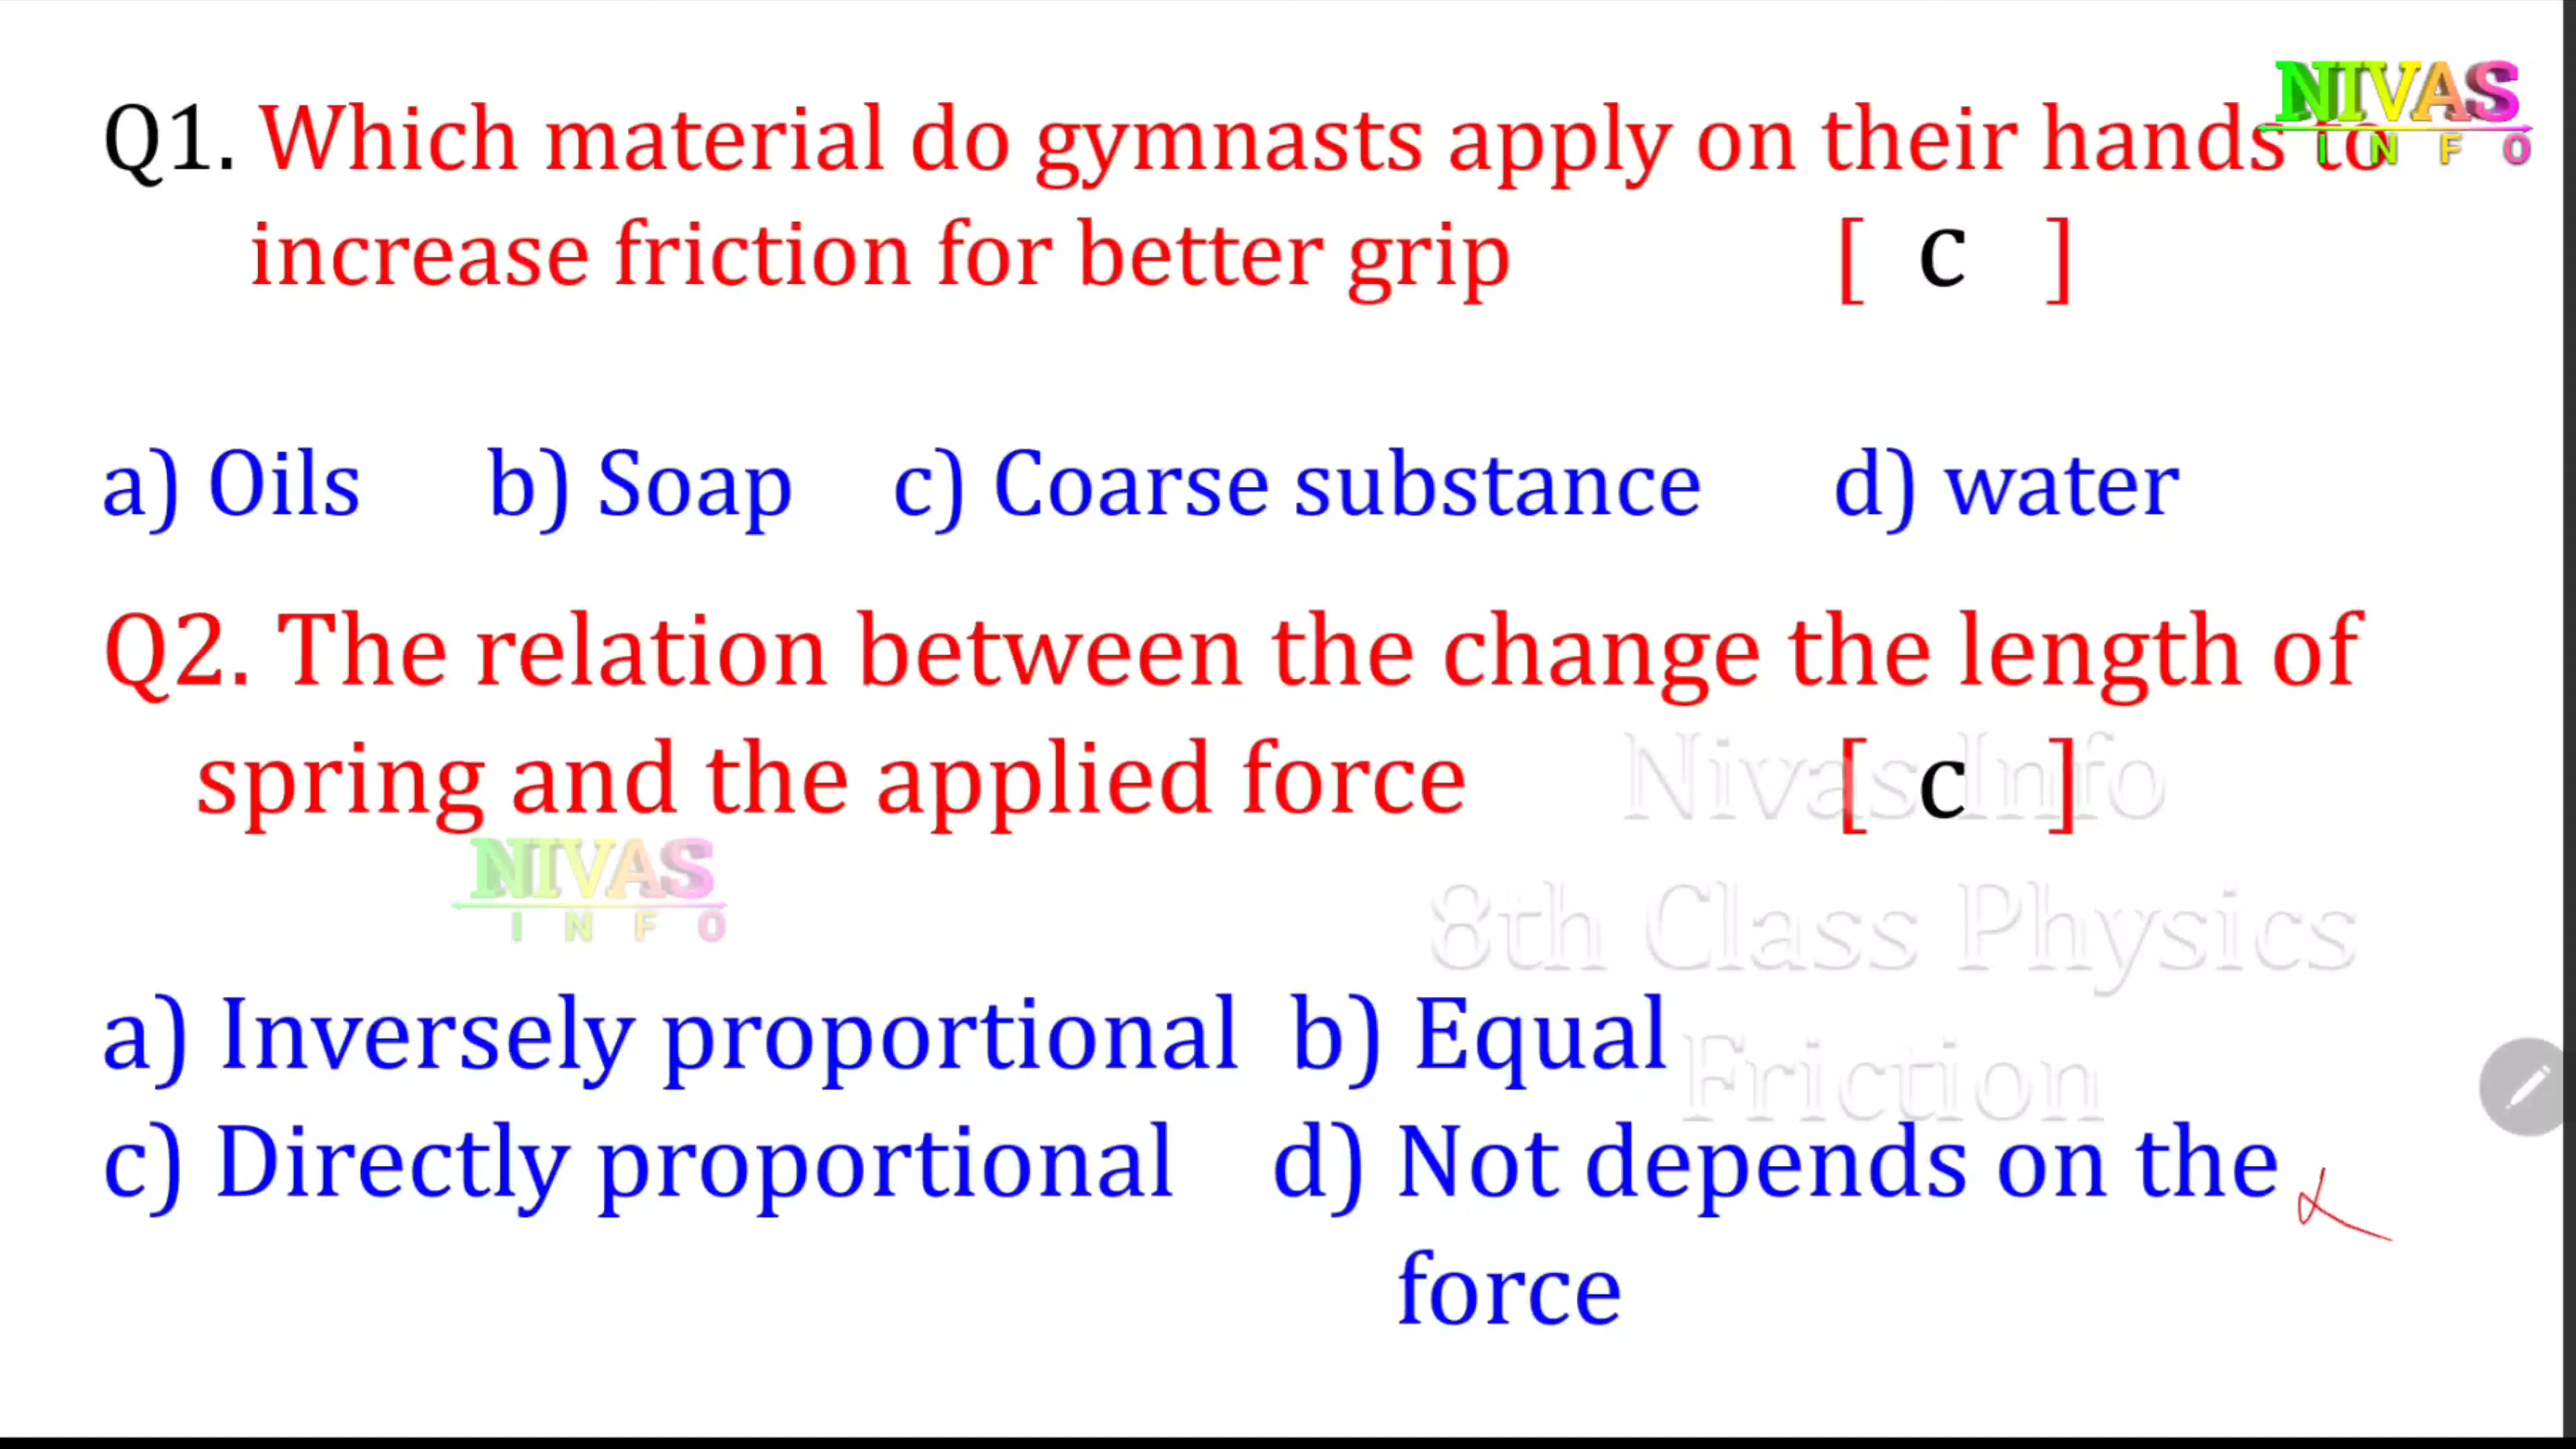 NIVAS
INFO
Q1. Which material do gymnasts apply on their hands to
increase friction for better grip [ c ]
a) Oils b) Soap c) Coarse substance d) water
Q2. The relation between the change the length of
spring and the applied force [ c ]
Nivas Info
NIVAS
INFO
8th Class Physics
a) Inversely proportional b) Equal
Friction
c) Directly proportional d) Not depends on the
force